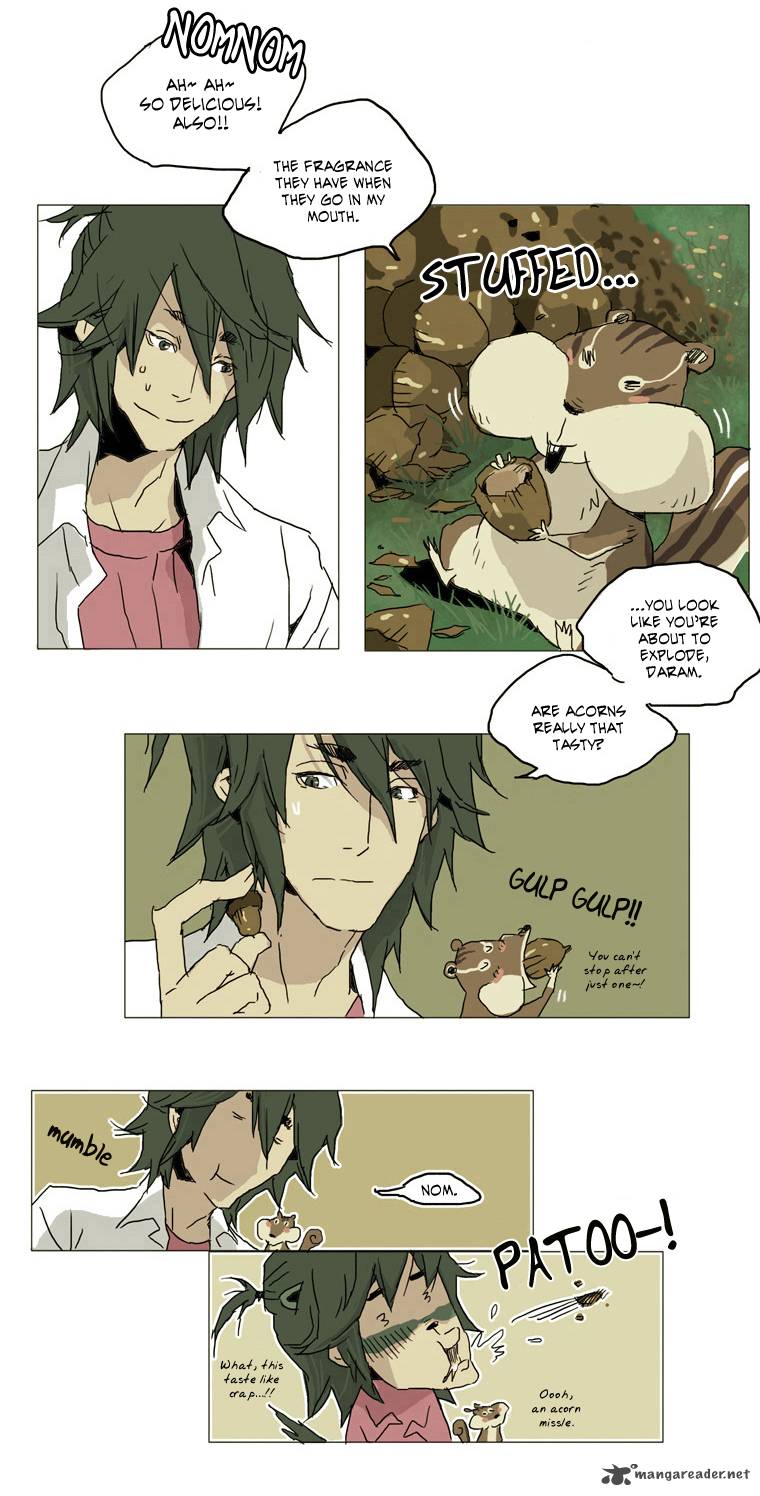 NOMNOM
AH~ AH~
SO DELICIOUS!
ALSO!!
THE FRAGRANCE
THEY HAVE WHEN
THEY GO IN MY
MOUTH.
STUFFED...
...YOU LOOK
LIKE YOU'RE
ABOUT TO
EXPLODE,
DARAM.
ARE ACORNS
REALLY THAT
TASTY?
GULP GULP!!
You can't
stop after
just one~!
mumble
NOM.
PATOO-!
What, this
taste like
crap...!!
Oooh,
an acorn
missle.
mangareader.net